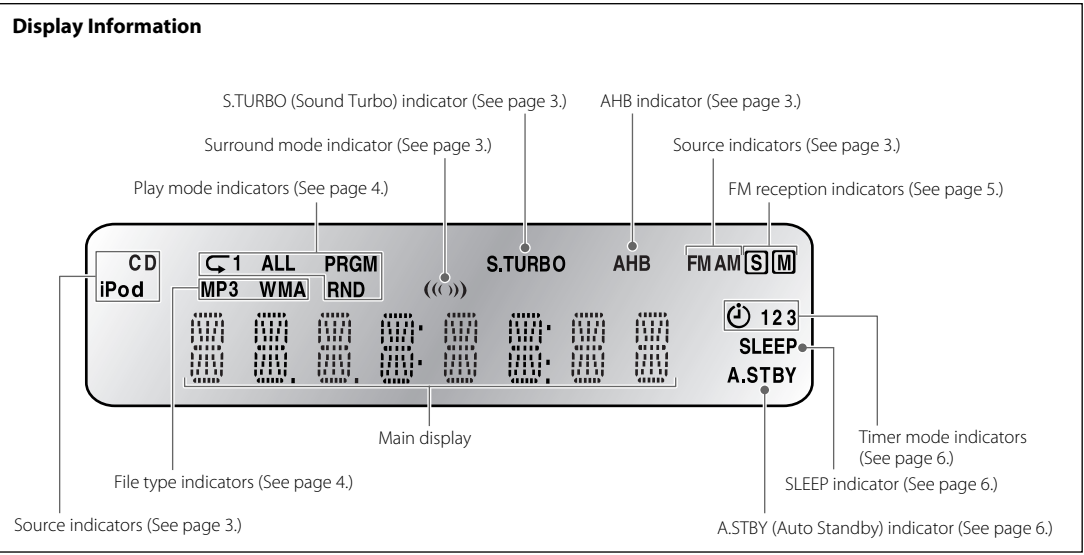 Display Information
S.TURBO (Sound Turbo) indicator (See page 3.)
AHB indicator (See page 3.)
Surround mode indicator (See page 3.)
Source indicators (See page 3.)
Play mode indicators (See page 4.)
FM reception indicators (See page 5.)
CD
1 ALL PRGM
S.TURBO
AHB
FM AM S M
iPod
MP3 WMA RND
1 2 3
SLEEP
A.STBY
Main display
Timer mode indicators
(See page 6.)
File type indicators (See page 4.)
SLEEP indicator (See page 6.)
Source indicators (See page 3.)
A.STBY (Auto Standby) indicator (See page 6.)